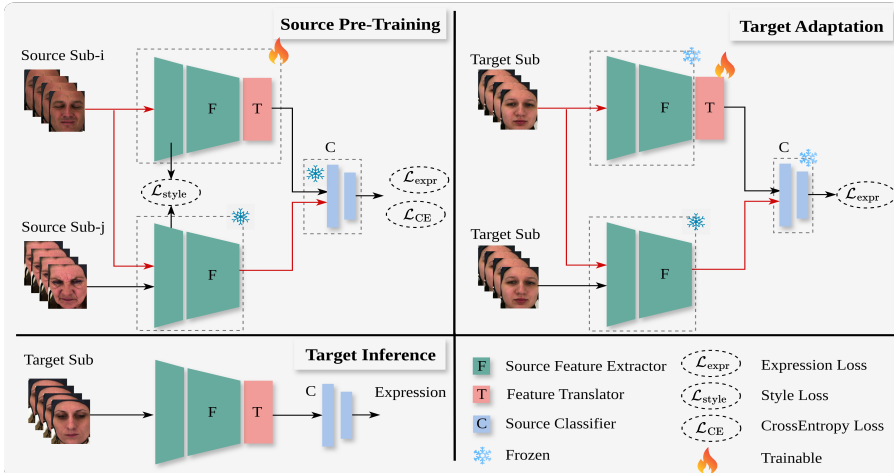 Source Pre-Training
Source Sub-i
F
T
C
ℒstyle
ℒexpr
ℒCE
Source Sub-j
F
Target Adaptation
Target Sub
F
T
C
ℒexpr
Target Sub
F
Target Inference
Target Sub
F
T
C
Expression
F Source Feature Extractor
T Feature Translator
C Source Classifier
Frozen
ℒexpr Expression Loss
ℒstyle Style Loss
ℒCE CrossEntropy Loss
Trainable